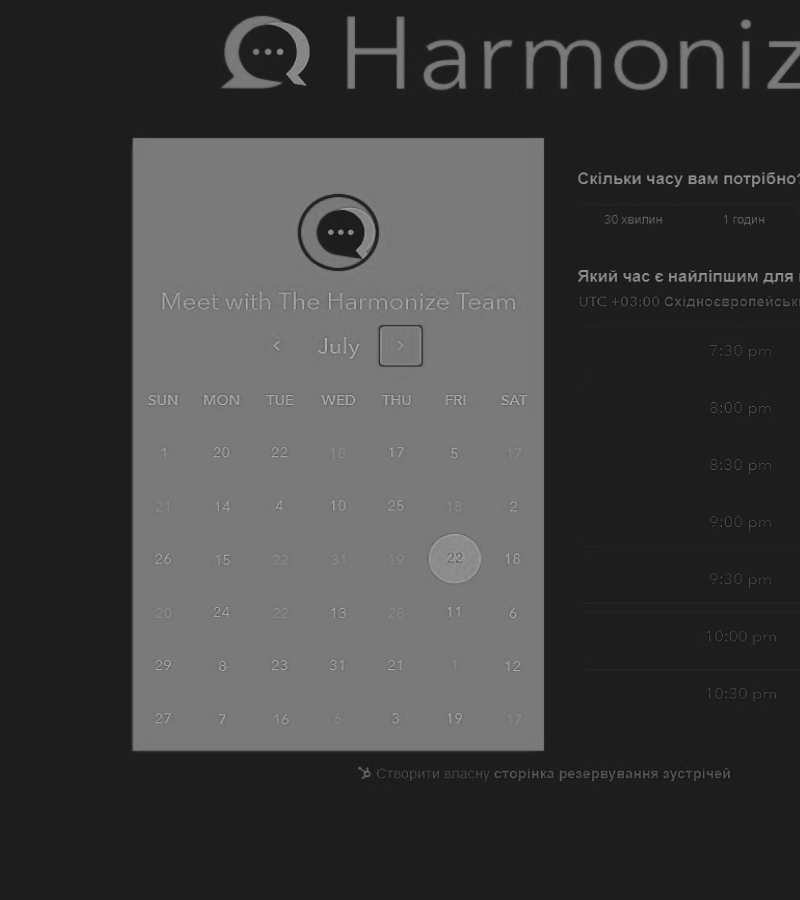 Harmoniz
Meet with The Harmonize Team
July
SUN MON TUE WED THU FRI SAT
1 20 22 18 17 5 17
21 14 4 10 25 18 2
26 15 22 31 19 22 18
20 24 22 13 28 11 6
29 8 23 31 21 1 12
27 7 16 6 3 19 17
Скільки часу вам потрібно?
30 хвилин 1 годин
Який час є найліпшим для
UTC +03:00 Східноєвропейськ
7:30 pm
8:00 pm
8:30 pm
9:00 pm
9:30 pm
10:00 pm
10:30 pm
Створити власну сторінка резервування зустрічей